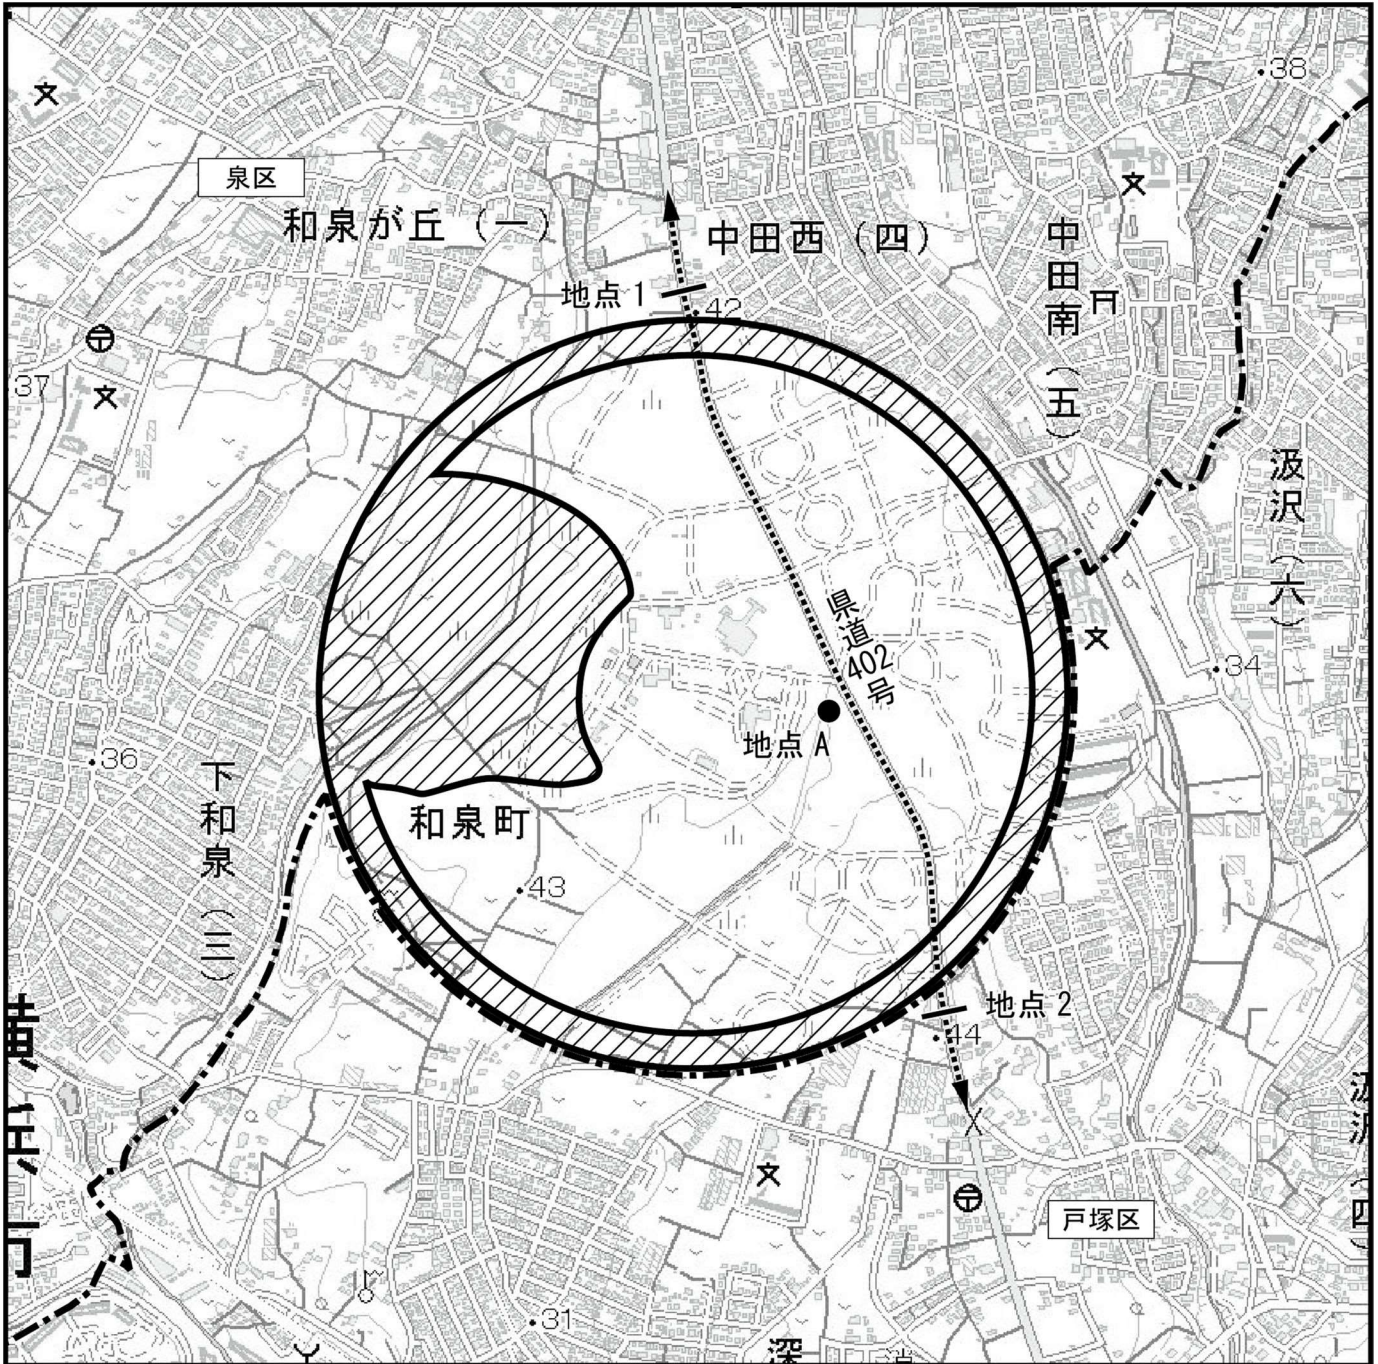 38
泉区
和泉が丘（一）
中田西（四）
中田南（五）
地点1
42
37
汲沢（六）
県道402号
34
地点A
36
下和泉（三）
和泉町
43
地点2
44
戸塚区
31
深